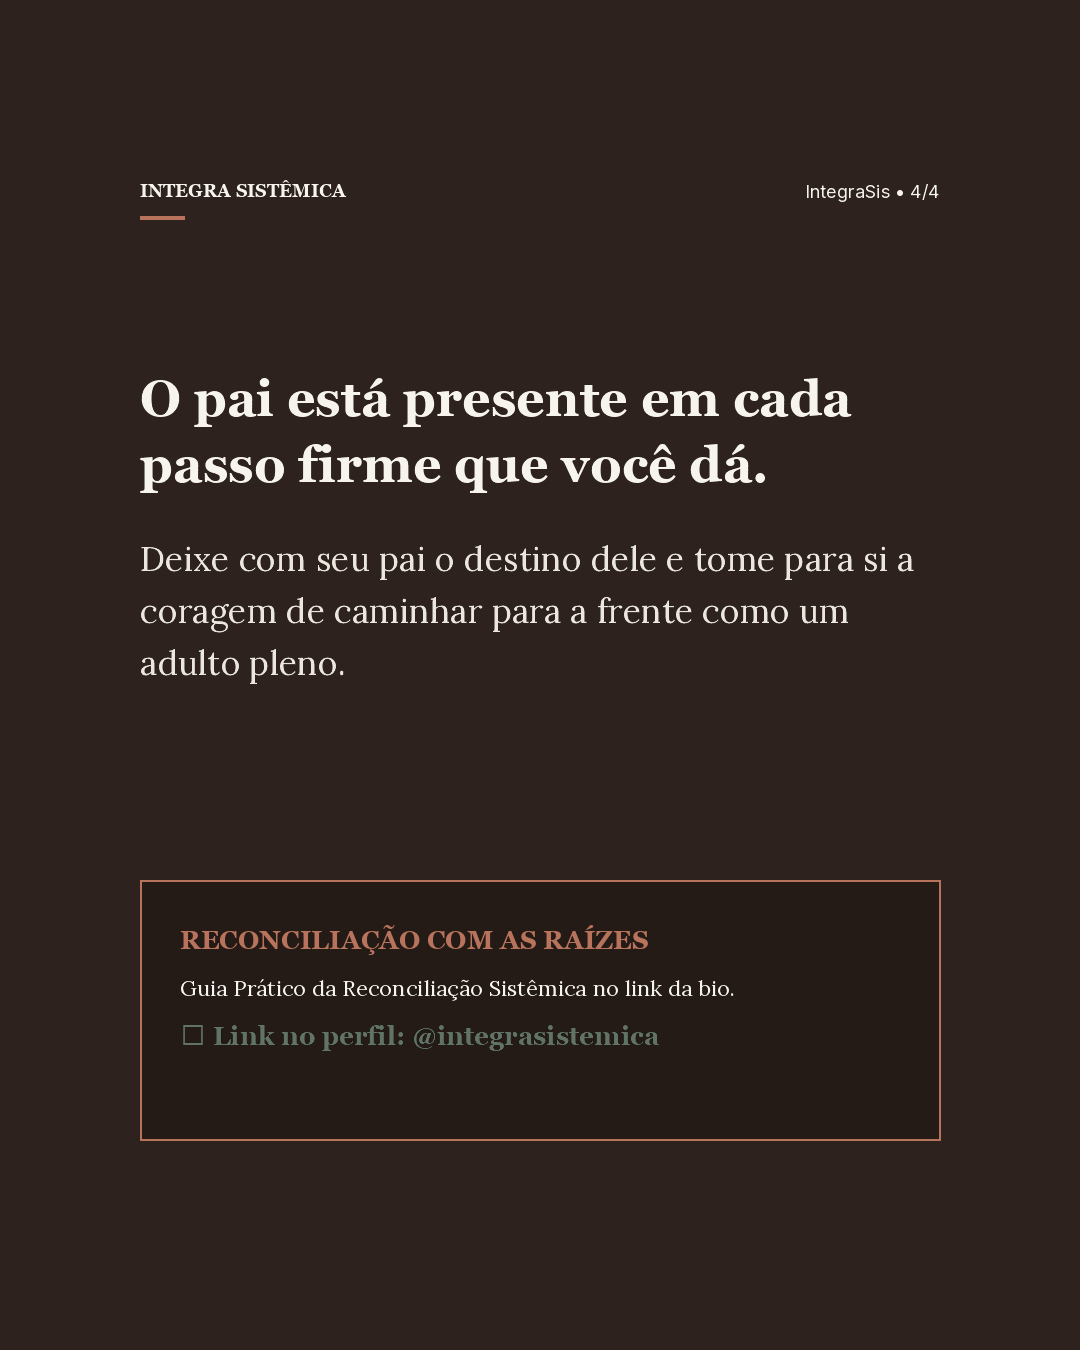 INTEGRA SISTÊMICA
IntegraSis • 4/4
O pai está presente em cada
passo firme que você dá.
Deixe com seu pai o destino dele e tome para si a
coragem de caminhar para a frente como um
adulto pleno.
RECONCILIAÇÃO COM AS RAÍZES
Guia Prático da Reconciliação Sistêmica no link da bio.
☐ Link no perfil: @integrasistemica